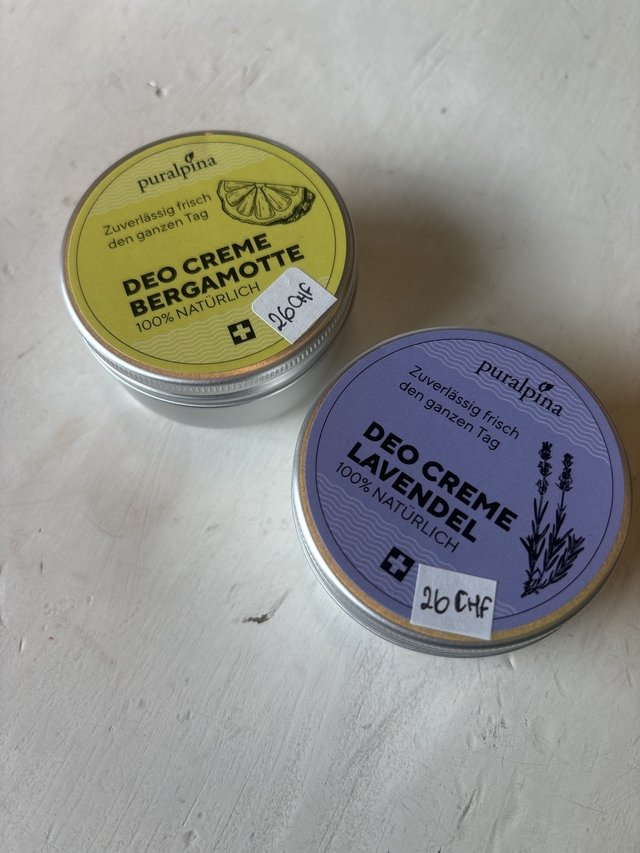 puralpina
Zuverlässig frisch
den ganzen Tag
DEO CREME
BERGAMOTTE
100% NATÜRLICH
26 CHF
puralpina
Zuverlässig frisch
den ganzen Tag
DEO CREME
LAVENDEL
100% NATÜRLICH
26 CHF